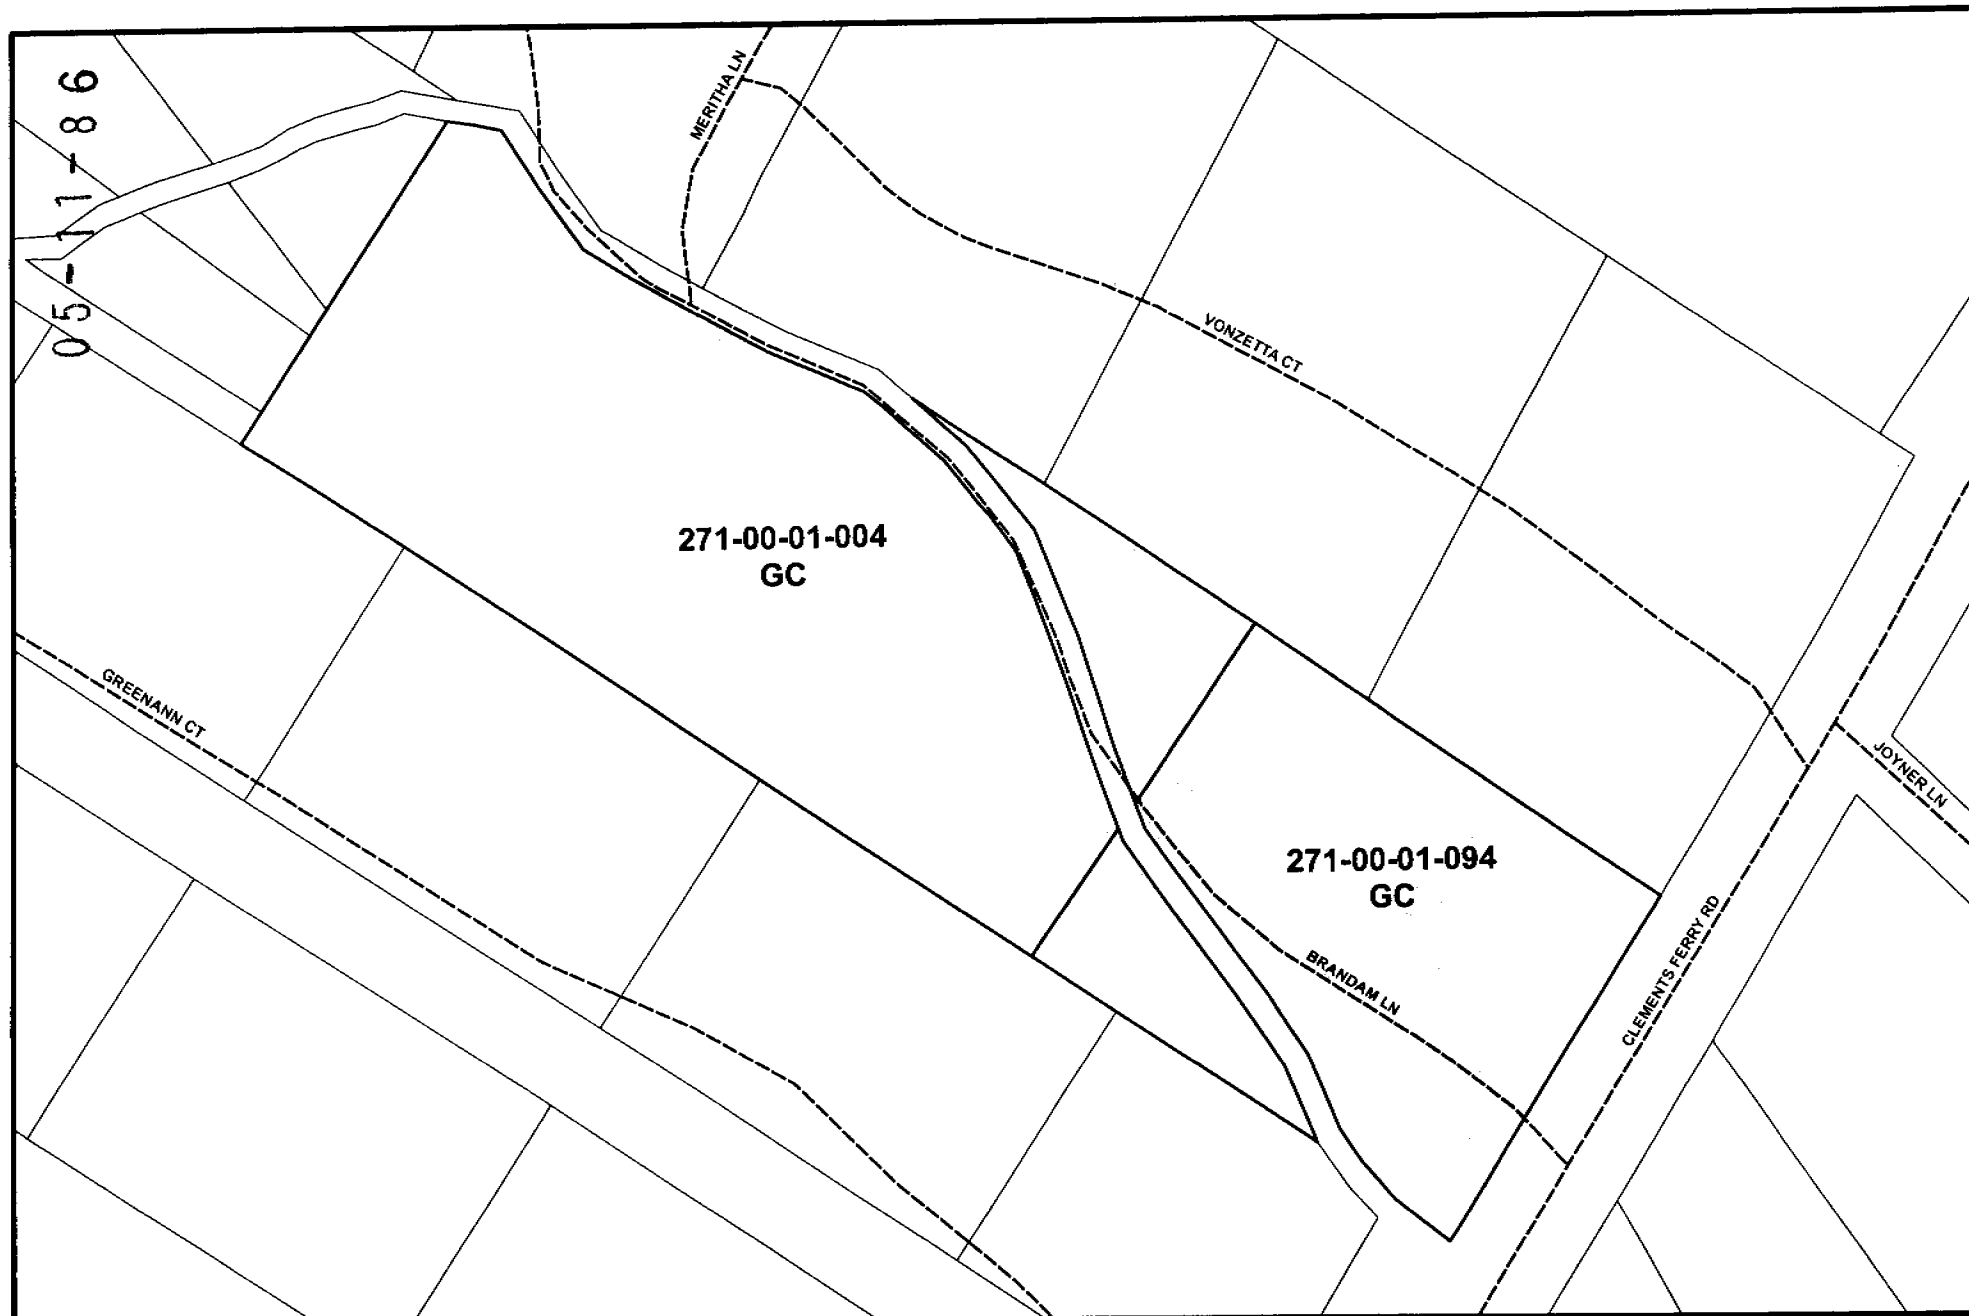 05-11-86
MERITHA LN
VONZETTA CT
271-00-01-004
GC
GREENANN CT
JOYNER LN
271-00-01-094
GC
CLEMENTS FERRY RD
BRANDAM LN